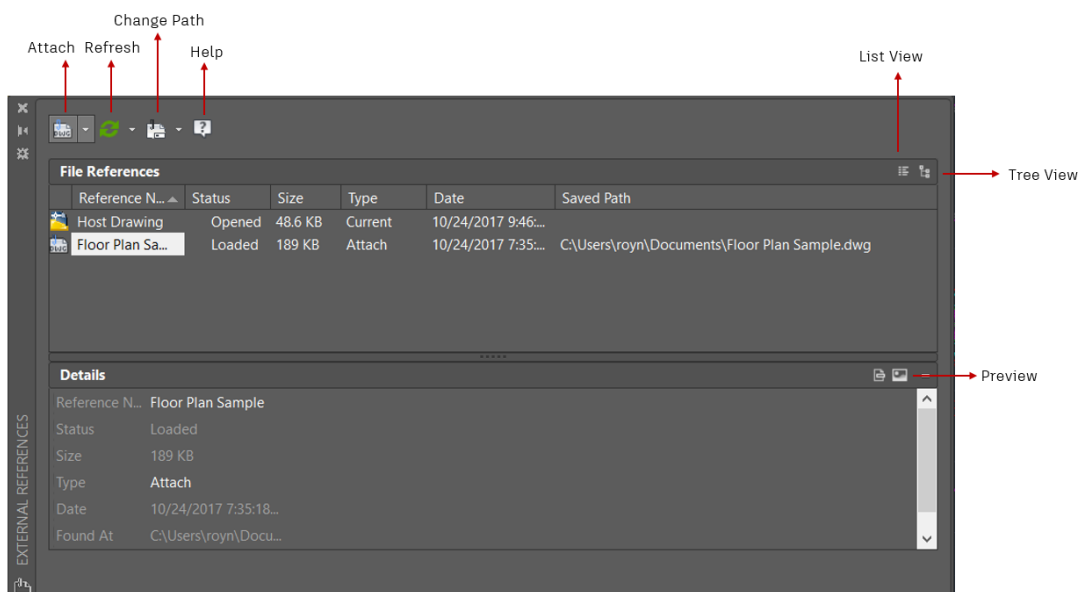 Change Path
Attach Refresh
Help
List View
DWG
File References
Tree View
Reference N... Status Size Type Date Saved Path
Host Drawing Opened 48.6 KB Current 10/24/2017 9:46:...
DWG Floor Plan Sa... Loaded 189 KB Attach 10/24/2017 7:35:... C:\Users\royn\Documents\Floor Plan Sample.dwg
Details
Preview
Reference N... Floor Plan Sample
Status Loaded
Size 189 KB
Type Attach
Date 10/24/2017 7:35:18...
Found At C:\Users\royn\Docu...
EXTERNAL REFERENCES